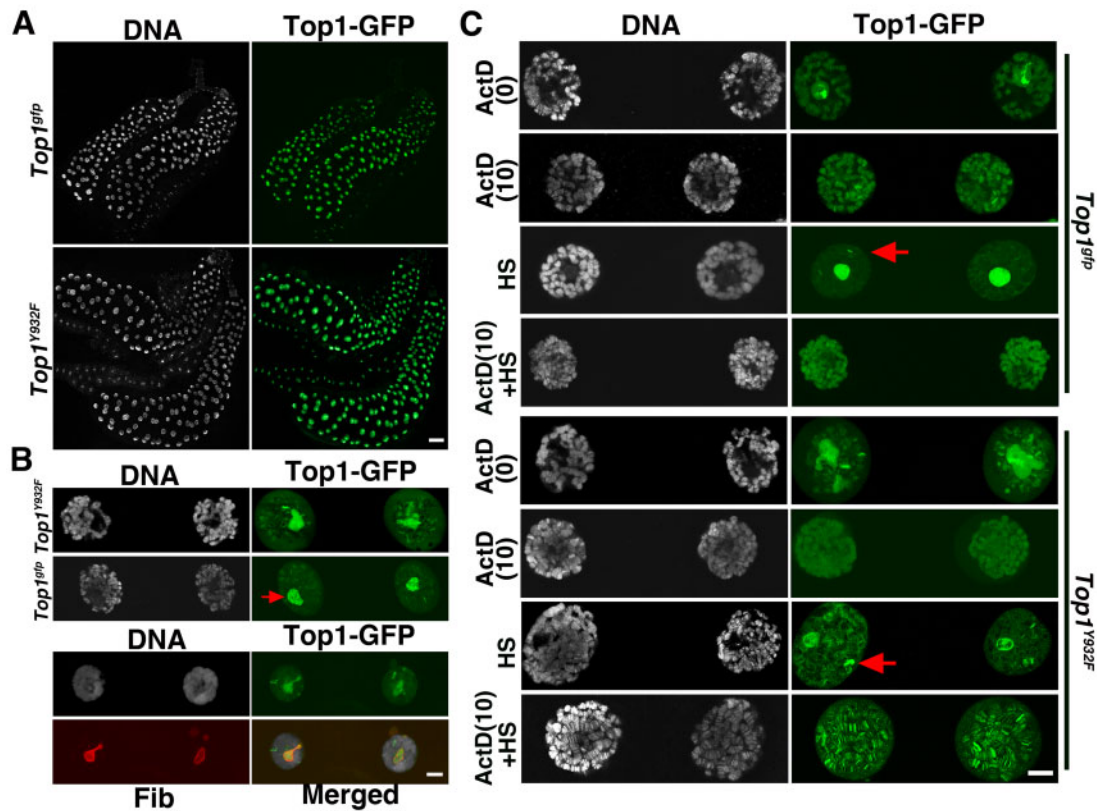 A
DNA
Top1-GFP
Top1gfp
Top1Y932F
B
DNA
Top1-GFP
Top1Y932F
Top1gfp
DNA
Top1-GFP
Fib
Merged
C
DNA
Top1-GFP
ActD
(0)
ActD
(10)
HS
ActD(10)
+HS
Top1gfp
ActD
(0)
ActD
(10)
HS
ActD(10)
+HS
Top1Y932F